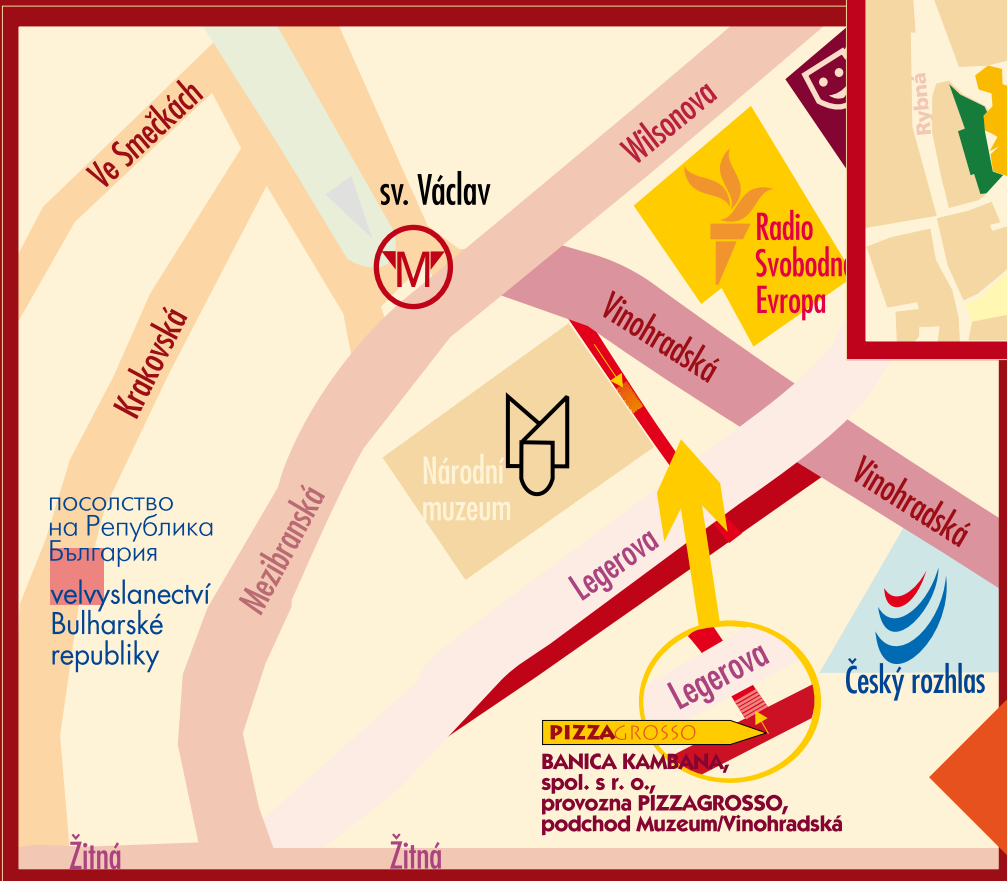 Ve Smečkách
Wilsonova
Rybná
sv. Václav
M
Radio
Svobodn
Evropa
Vinohradská
Krakovská
Národní
muzeum
Vinohradská
Mezibranská
посолство
на Република
България
velvyslanectví
Bulharské
republiky
Legerova
Legerova
Český rozhlas
PIZZAGROSSO
BANICA KAMBANA,
spol. s r. o.,
provozna PIZZAGROSSO,
podchod Muzeum/Vinohradská
Žitná
Žitná